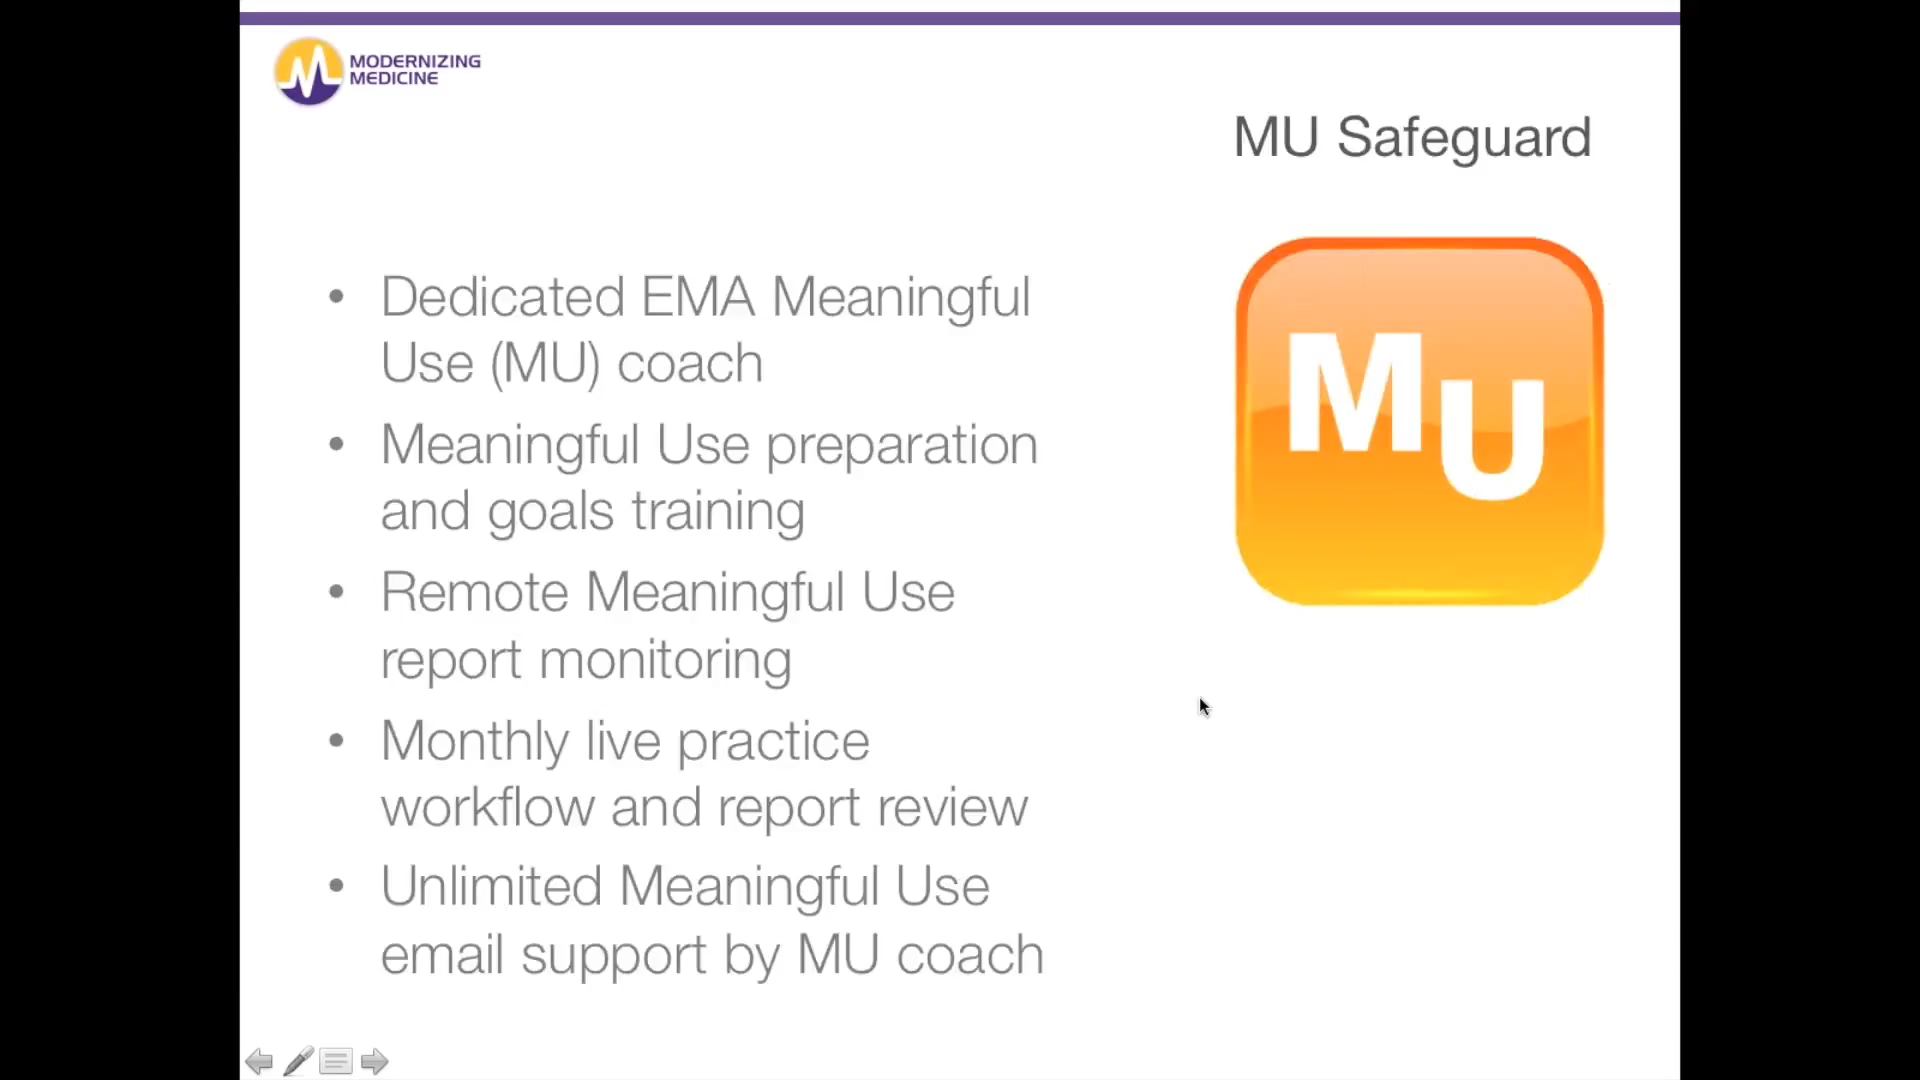 MODERNIZING
MEDICINE
MU Safeguard
• Dedicated EMA Meaningful
Use (MU) coach
• Meaningful Use preparation
and goals training
• Remote Meaningful Use
report monitoring
• Monthly live practice
workflow and report review
• Unlimited Meaningful Use
email support by MU coach
MU